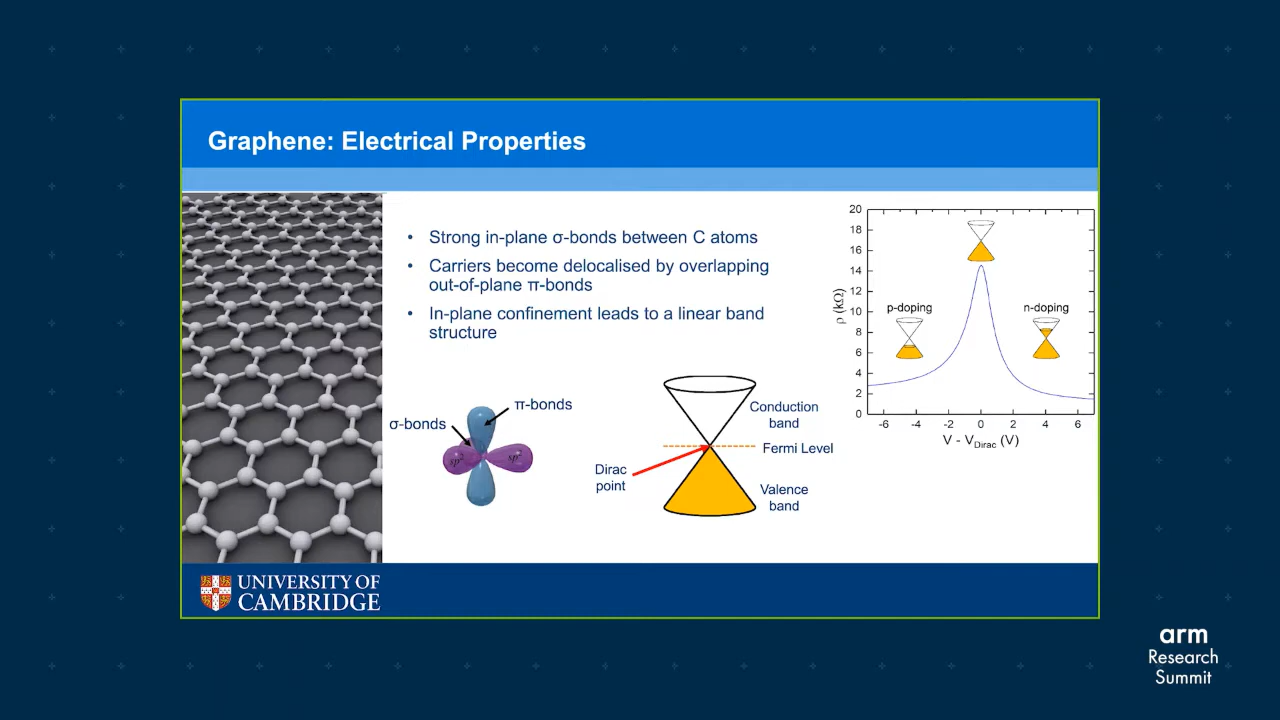 Graphene: Electrical Properties
• Strong in-plane σ-bonds between C atoms
• Carriers become delocalised by overlapping
out-of-plane π-bonds
• In-plane confinement leads to a linear band
structure
π-bonds
σ-bonds
sp²
sp²
Conduction
band
Fermi Level
Dirac
point
Valence
band
20
18
16
14
12
10
8
6
4
2
0
ρ (kΩ)
p-doping
n-doping
-6 -4 -2 0 2 4 6
V - VDirac (V)
UNIVERSITY OF
CAMBRIDGE
arm
Research
Summit